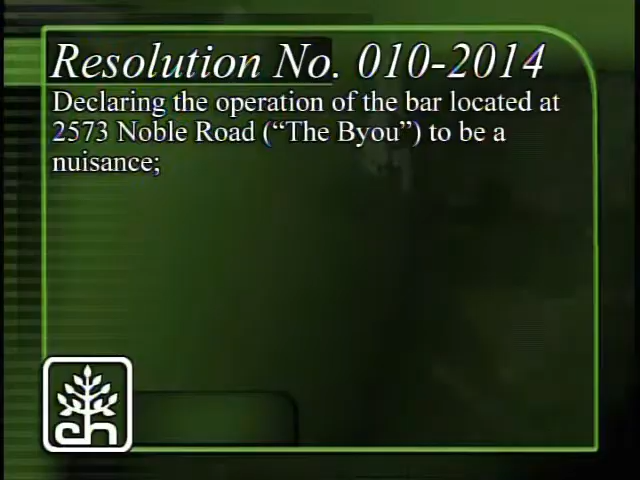 Resolution No. 010-2014
Declaring the operation of the bar located at
2573 Noble Road (“The Byou”) to be a
nuisance;
ch